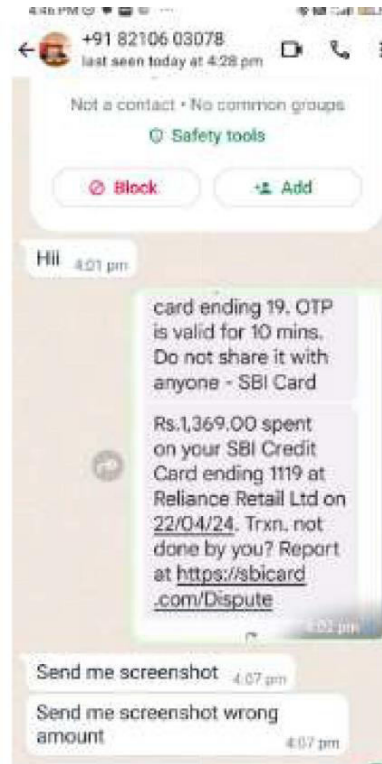 4:46 PM
+91 82106 03078
last seen today at 4:28 pm
Not a contact • No common groups
Safety tools
Block
Add
Hii 4:01 pm
card ending 19. OTP
is valid for 10 mins.
Do not share it with
anyone - SBI Card
Rs.1,369.00 spent
on your SBI Credit
Card ending 1119 at
Reliance Retail Ltd on
22/04/24. Trxn. not
done by you? Report
at https://sbicard
.com/Dispute
4:02 pm
Send me screenshot 4:07 pm
Send me screenshot wrong
amount 4:07 pm